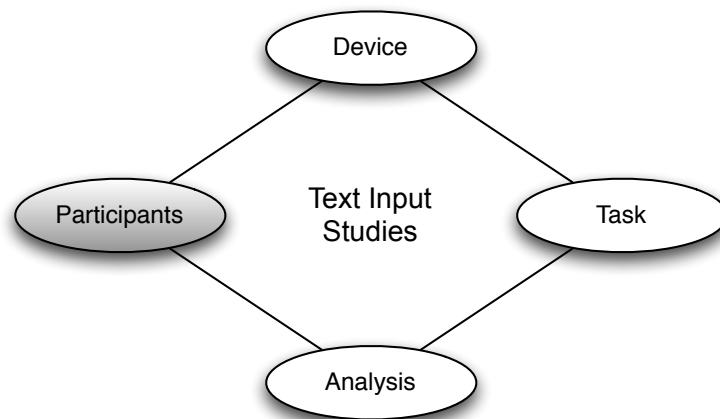 Device
Participants
Text Input
Studies
Task
Analysis